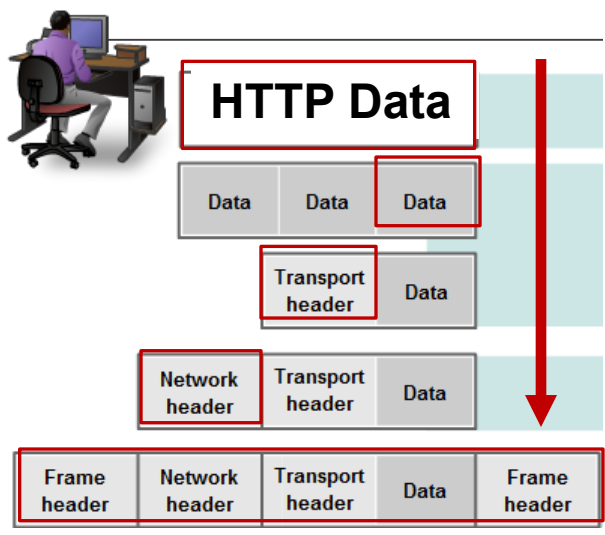 HTTP Data
Data Data Data
Transport header Data
Network header Transport header Data
Frame header Network header Transport header Data Frame header